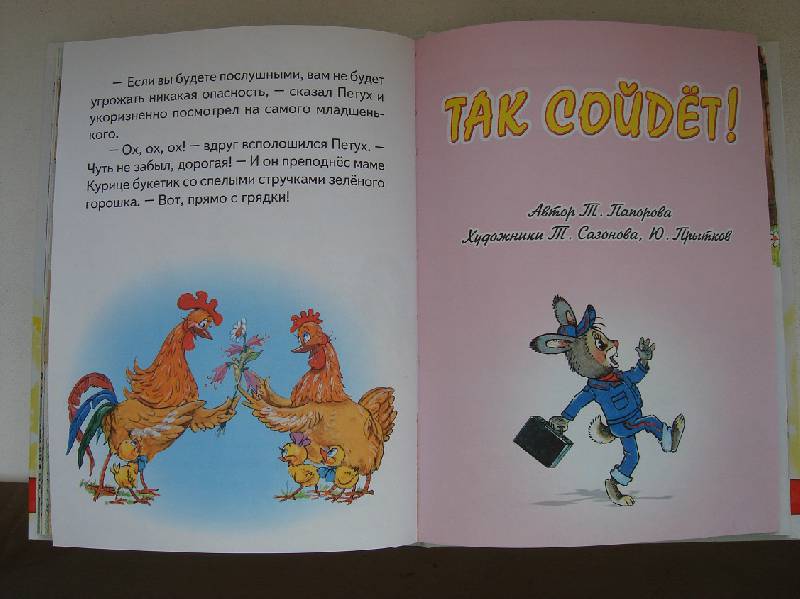 — Если вы будете послушными, вам не будет
угрожать никакая опасность, — сказал Петух и
укоризненно посмотрел на самого младшень-
кого.
— Ох, ох, ох! — вдруг всполошился Петух. —
Чуть не забыл, дорогая! — И он преподнёс маме
Курице букетик со спелыми стручками зелёного
горошка. — Вот, прямо с грядки!
ТАК СОЙДЁТ!
Автор Т. Папорова
Художники Т. Сазонова, Ю. Прытков